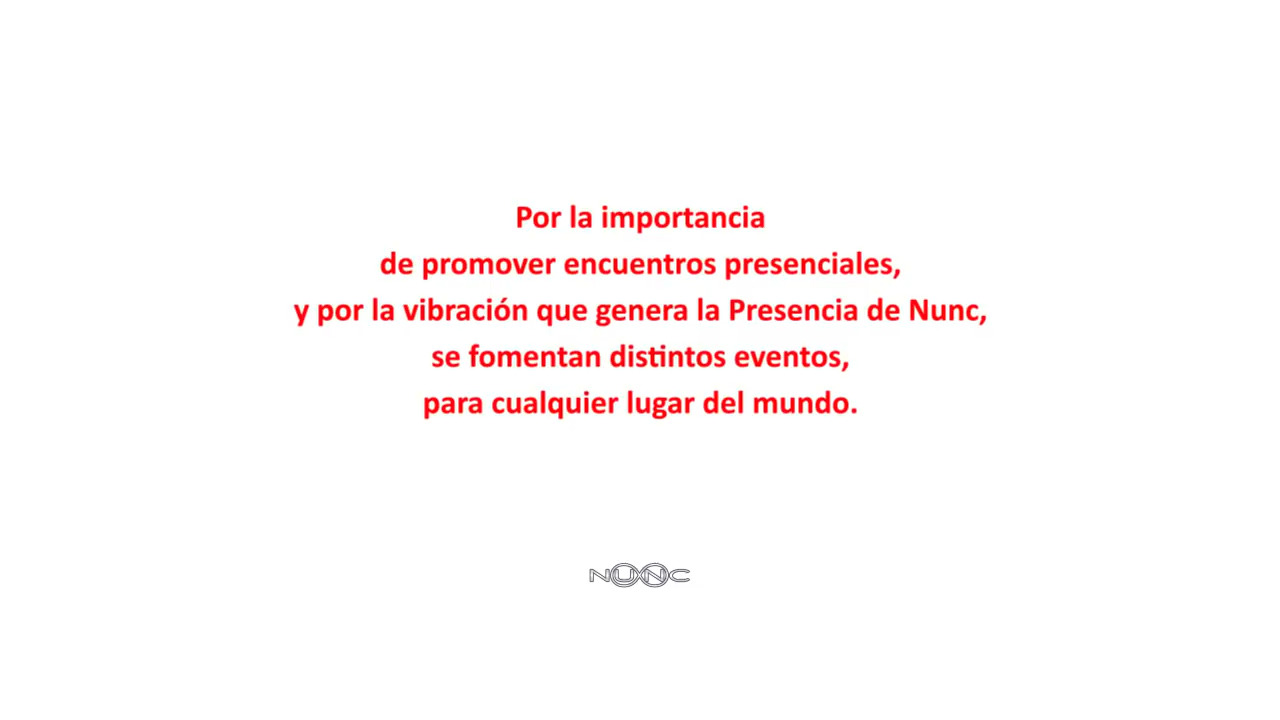 Por la importancia
de promover encuentros presenciales,
y por la vibración que genera la Presencia de Nunc,
se fomentan distintos eventos,
para cualquier lugar del mundo.
NUNC